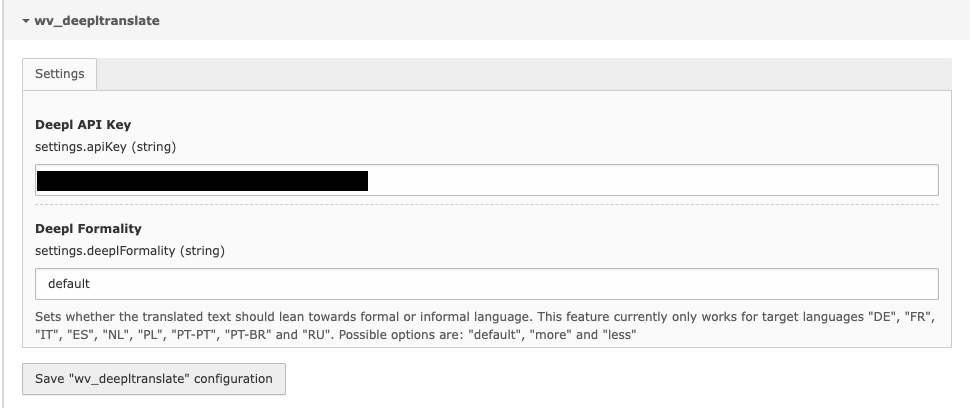 wv_deepltranslate
Settings
Deepl API Key
settings.apiKey (string)
Deepl Formality
settings.deeplFormality (string)
default
Sets whether the translated text should lean towards formal or informal language. This feature currently only works for target languages "DE", "FR",
"IT", "ES", "NL", "PL", "PT-PT", "PT-BR" and "RU". Possible options are: "default", "more" and "less"
Save "wv_deepltranslate" configuration